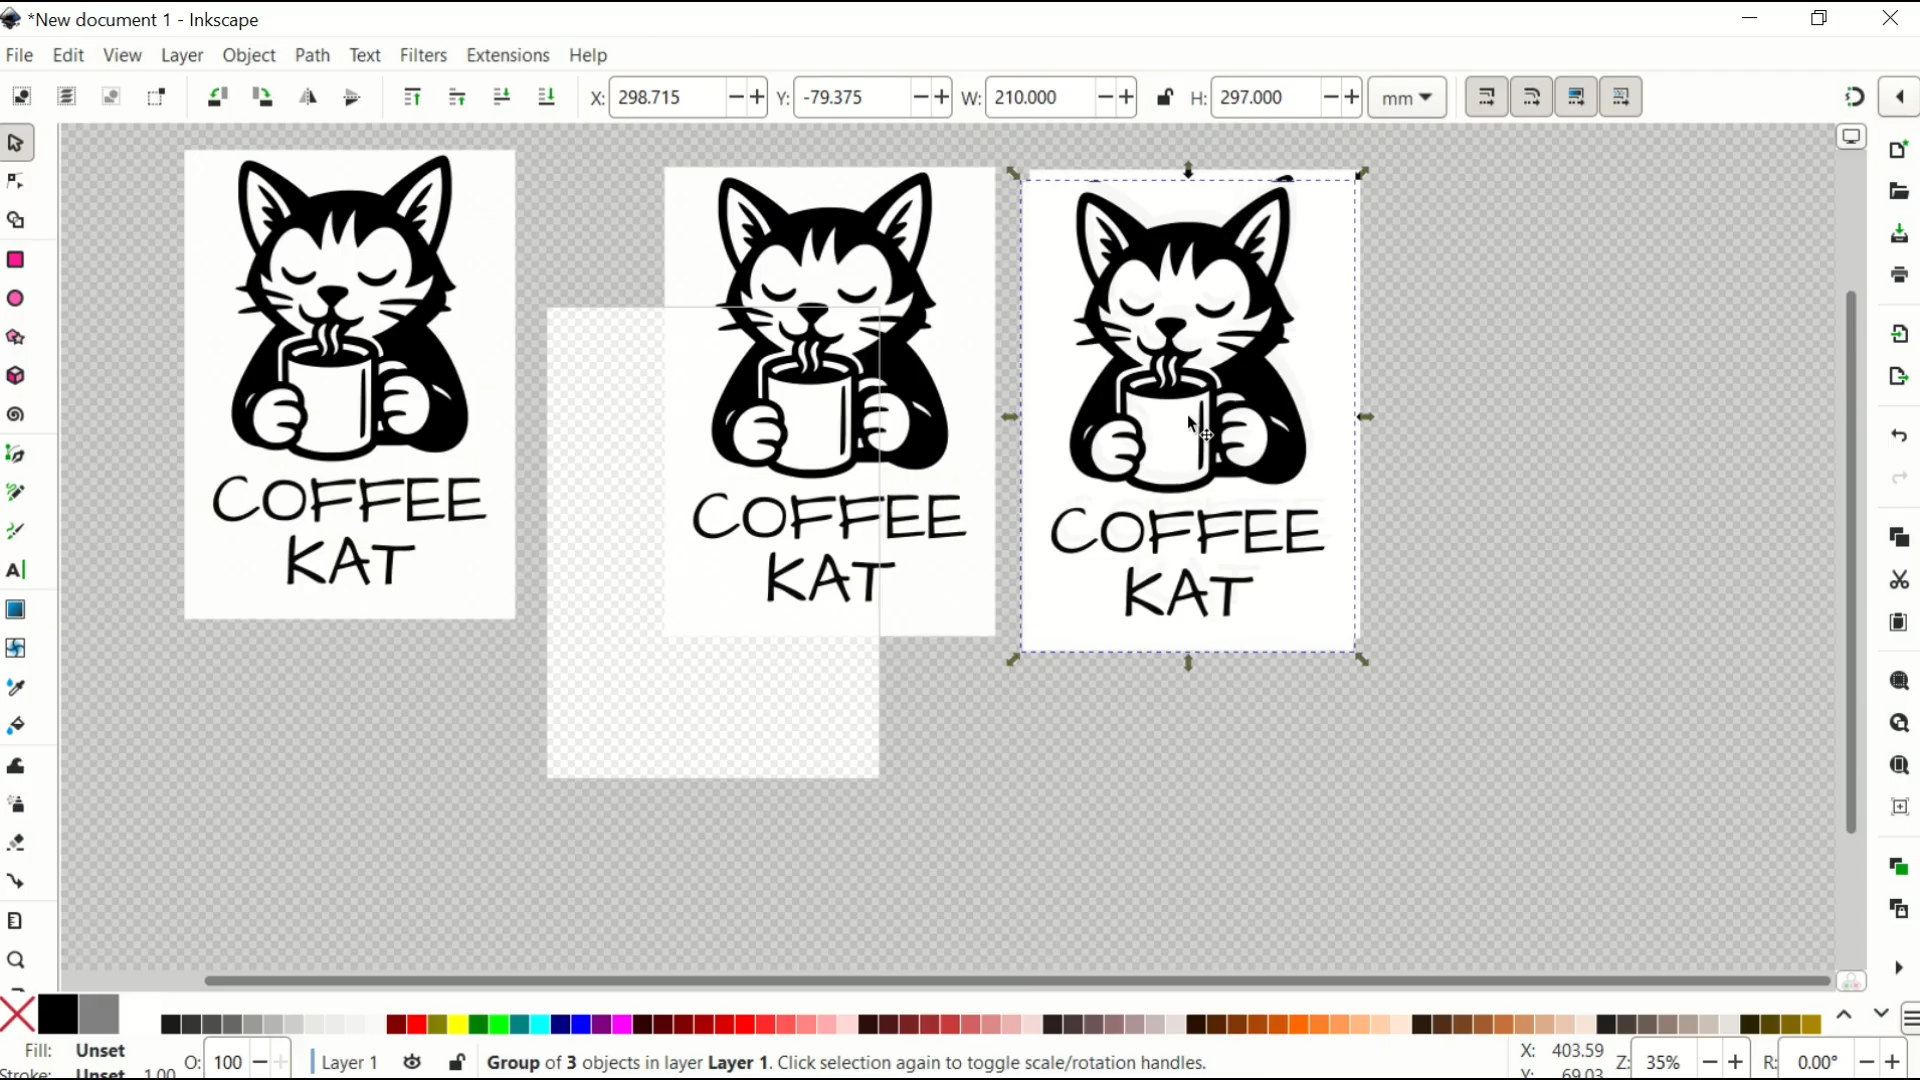 *New document 1 - Inkscape
File Edit View Layer Object Path Text Filters Extensions Help
X: 298.715 Y: -79.375 W: 210.000 H: 297.000 mm
COFFEE
KAT
COFFEE
KAT
COFFEE
KAT
Fill: Unset O: 100 Layer 1 Group of 3 objects in layer Layer 1. Click selection again to toggle scale/rotation handles. X: 403.59 Z: 35% R: 0.00°
Stroke: Unset 1.00 Y: 69.03